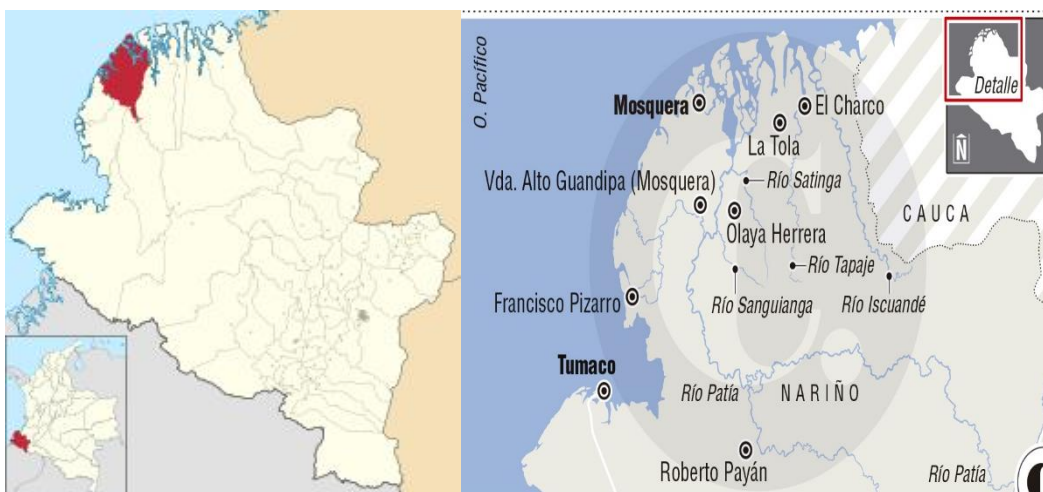 O. Pacífico
Detalle
N
Mosquera
El Charco
La Tola
Vda. Alto Guandipa (Mosquera)
Río Satinga
CAUCA
Olaya Herrera
Río Tapaje
Francisco Pizarro
Río Sanguianga
Río Iscuandé
Tumaco
Río Patía
NARIÑO
Roberto Payán
Río Patía
C.